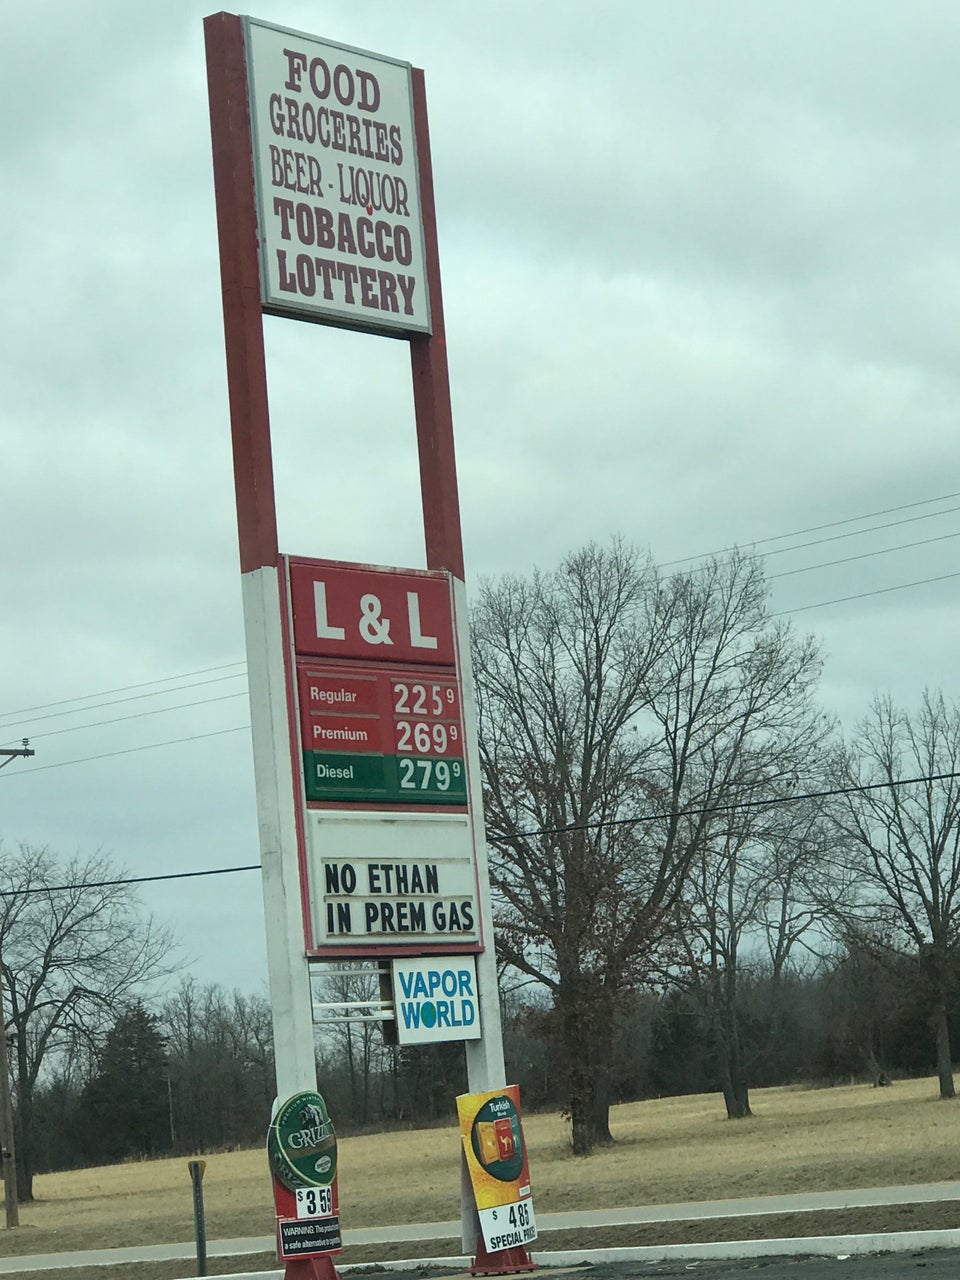 FOOD
GROCERIES
BEER - LIQUOR
TOBACCO
LOTTERY
L & L
Regular 225 9
Premium 269 9
Diesel 279 9
NO ETHAN
IN PREM GAS
VAPOR
WORLD
GRIZZ
$3.59
WARNING: This product
a safe alternative to
Turkish
$ 4.85
SPECIAL PRICE